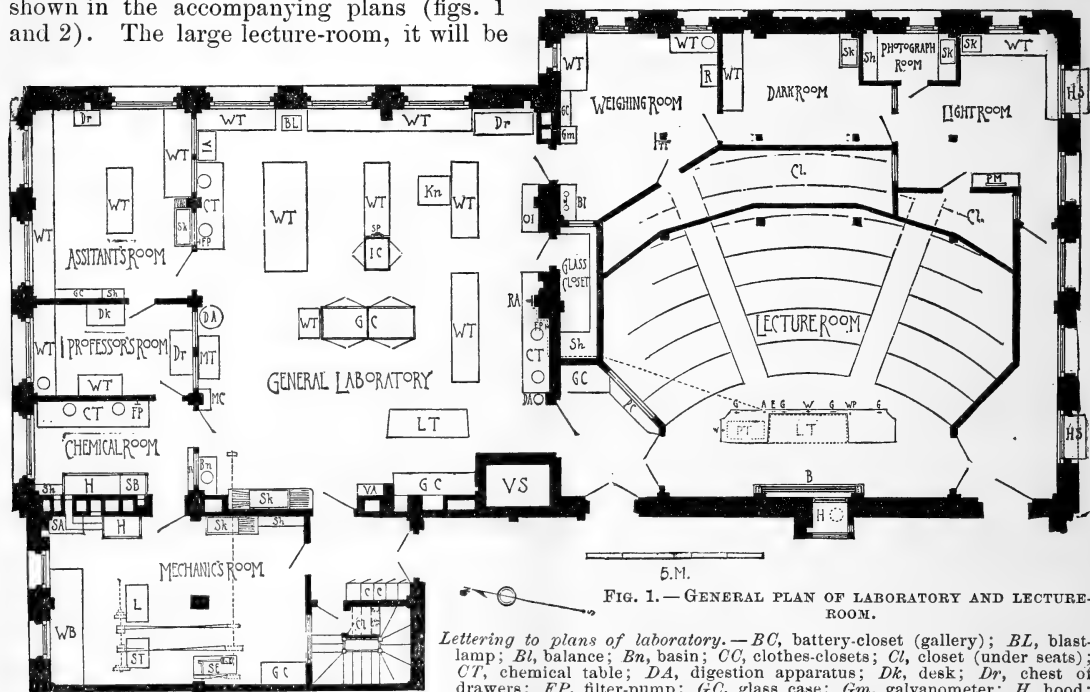 shown in the accompanying plans (figs. 1
and 2). The large lecture-room, it will be
WT
WT
Sk
Sh
PHOTOGRAPH
ROOM
Sk
Sk
WT
HS
R
WT
DARK ROOM
WEIGHING ROOM
LIGHT ROOM
GC
Gm
Dr
WT
BL
WT
Dr
WT
WT
WT
WT
Kn
WT
CT
Sk
FP
SP
IC
Cl
PM
Cl
BI
ASSITANT'S ROOM
GLASS
CLOSET
GC
Sh
Dk
DA
WT
GC
WT
RA
FP
CT
DA
Sh
GC
PROFESSOR'S ROOM
WT
Dr
MT
MC
WT
LECTURE ROOM
GENERAL LABORATORY
CT
FP
LT
G A E G W G WP G
PT
LT
HS
CHEMICAL ROOM
Bn
Sh
H
SB
Sk
VA
GC
VS
B
H
SA
H
Sk
Sh
MECHANIC'S ROOM
WB
L
ST
SE
GC
C C
5.M.
FIG. 1.—GENERAL PLAN OF LABORATORY AND LECTURE-
ROOM.
Lettering to plans of laboratory.—BC, battery-closet (gallery); BL, blast-
lamp; Bl, balance; Bn, basin; CC, clothes-closets; Cl, closet (under seats);
CT, chemical table; DA, digestion apparatus; Dk, desk; Dr, chest of
drawers; FP, filter-pump; GC, glass case; Gm, galvanometer; H, hood;